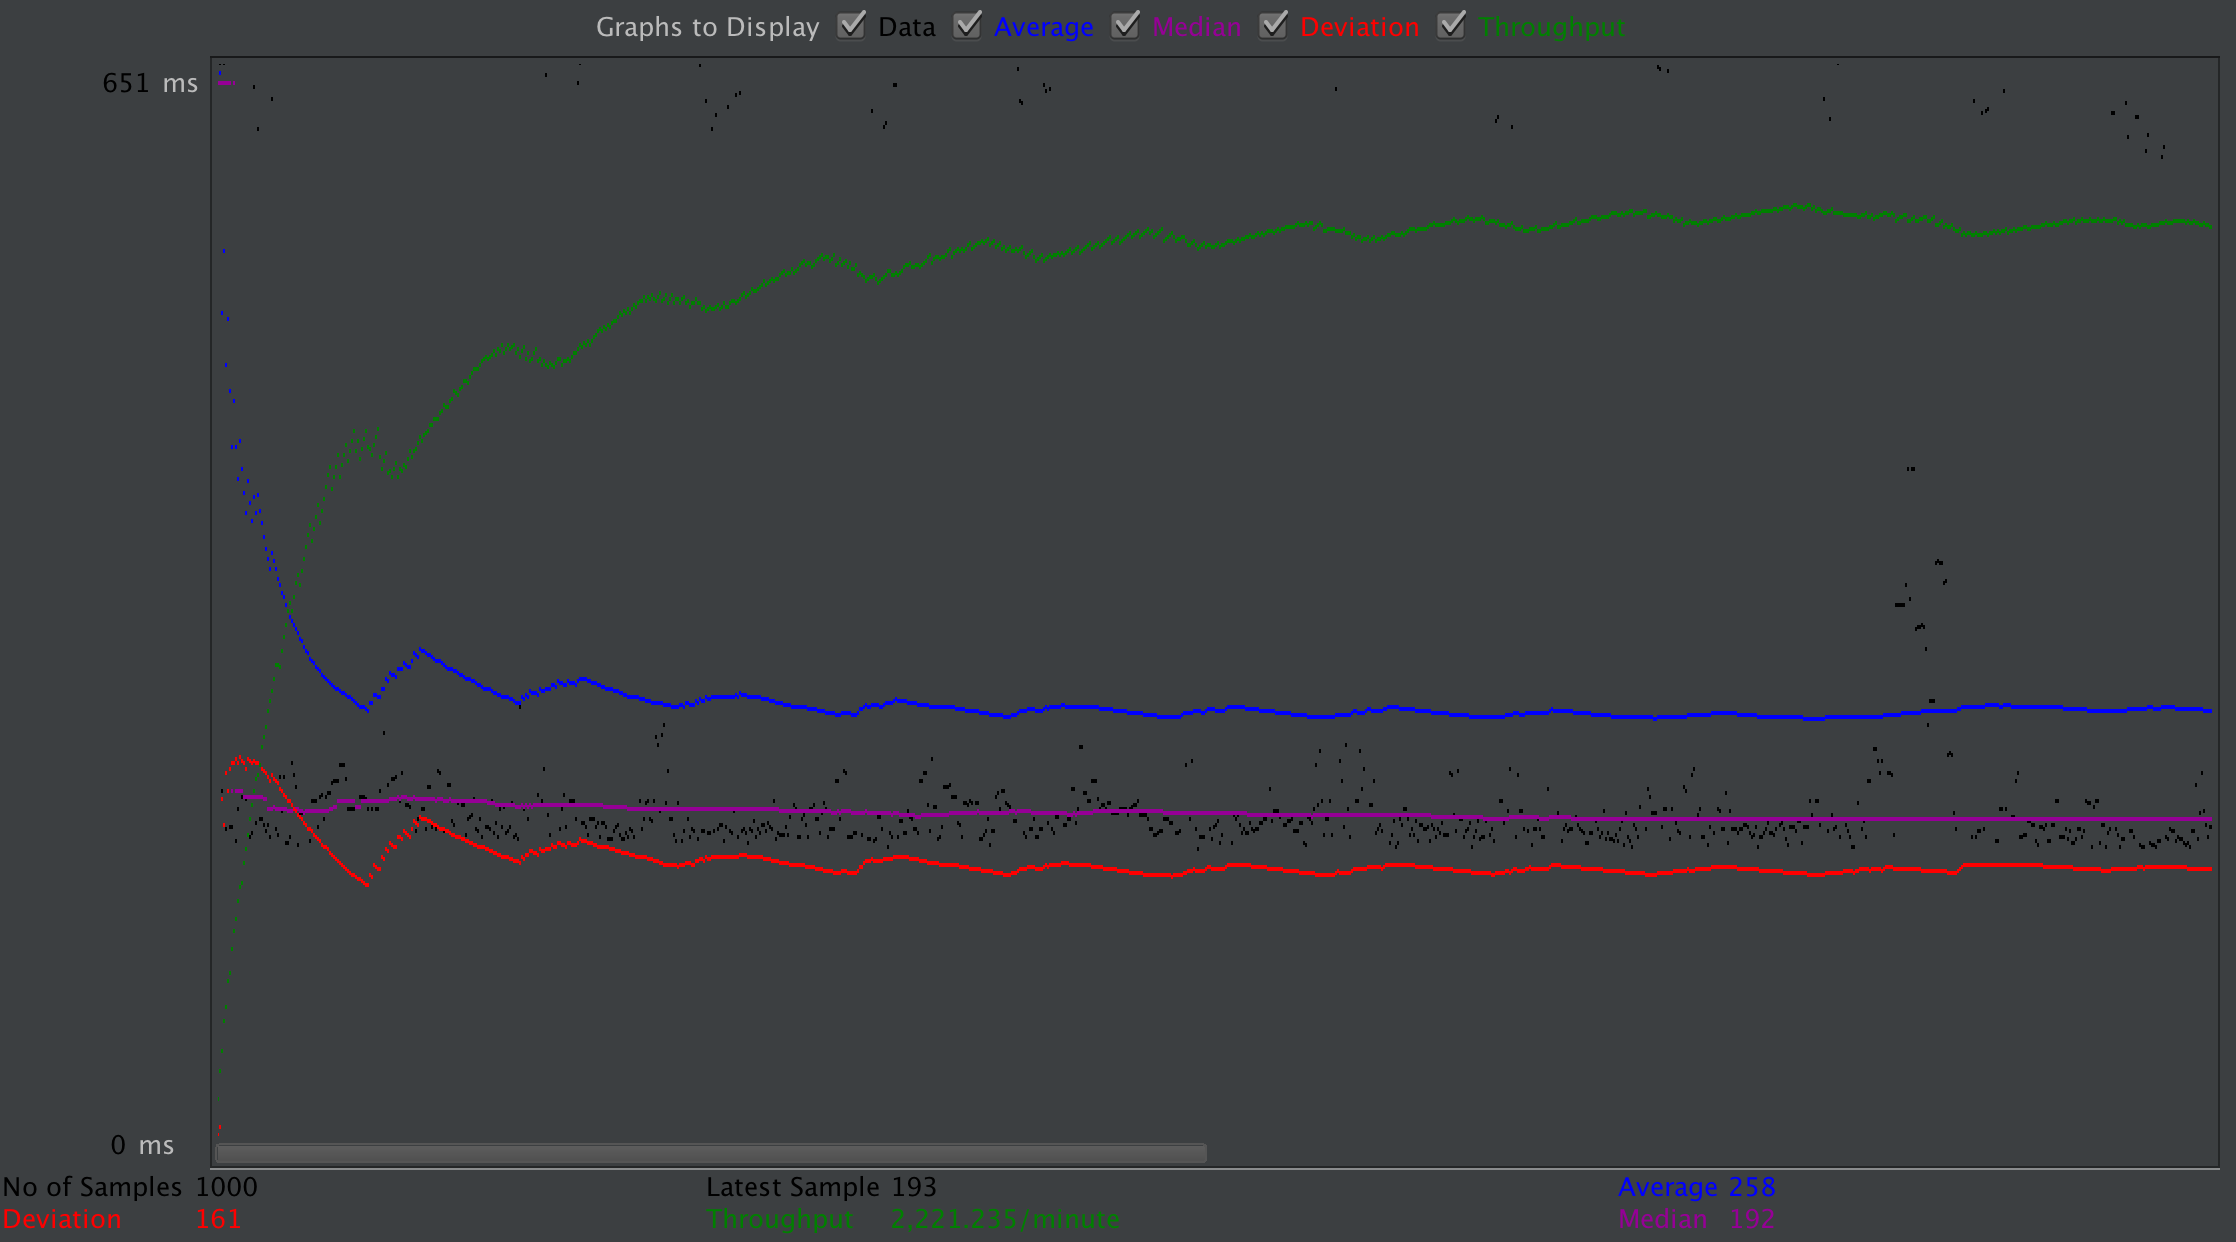 Graphs to Display Data Average Median Deviation Throughput
651 ms
0 ms
No of Samples 1000 Latest Sample 193 Average 258
Deviation 161 Throughput 2,221.235/minute Median 192